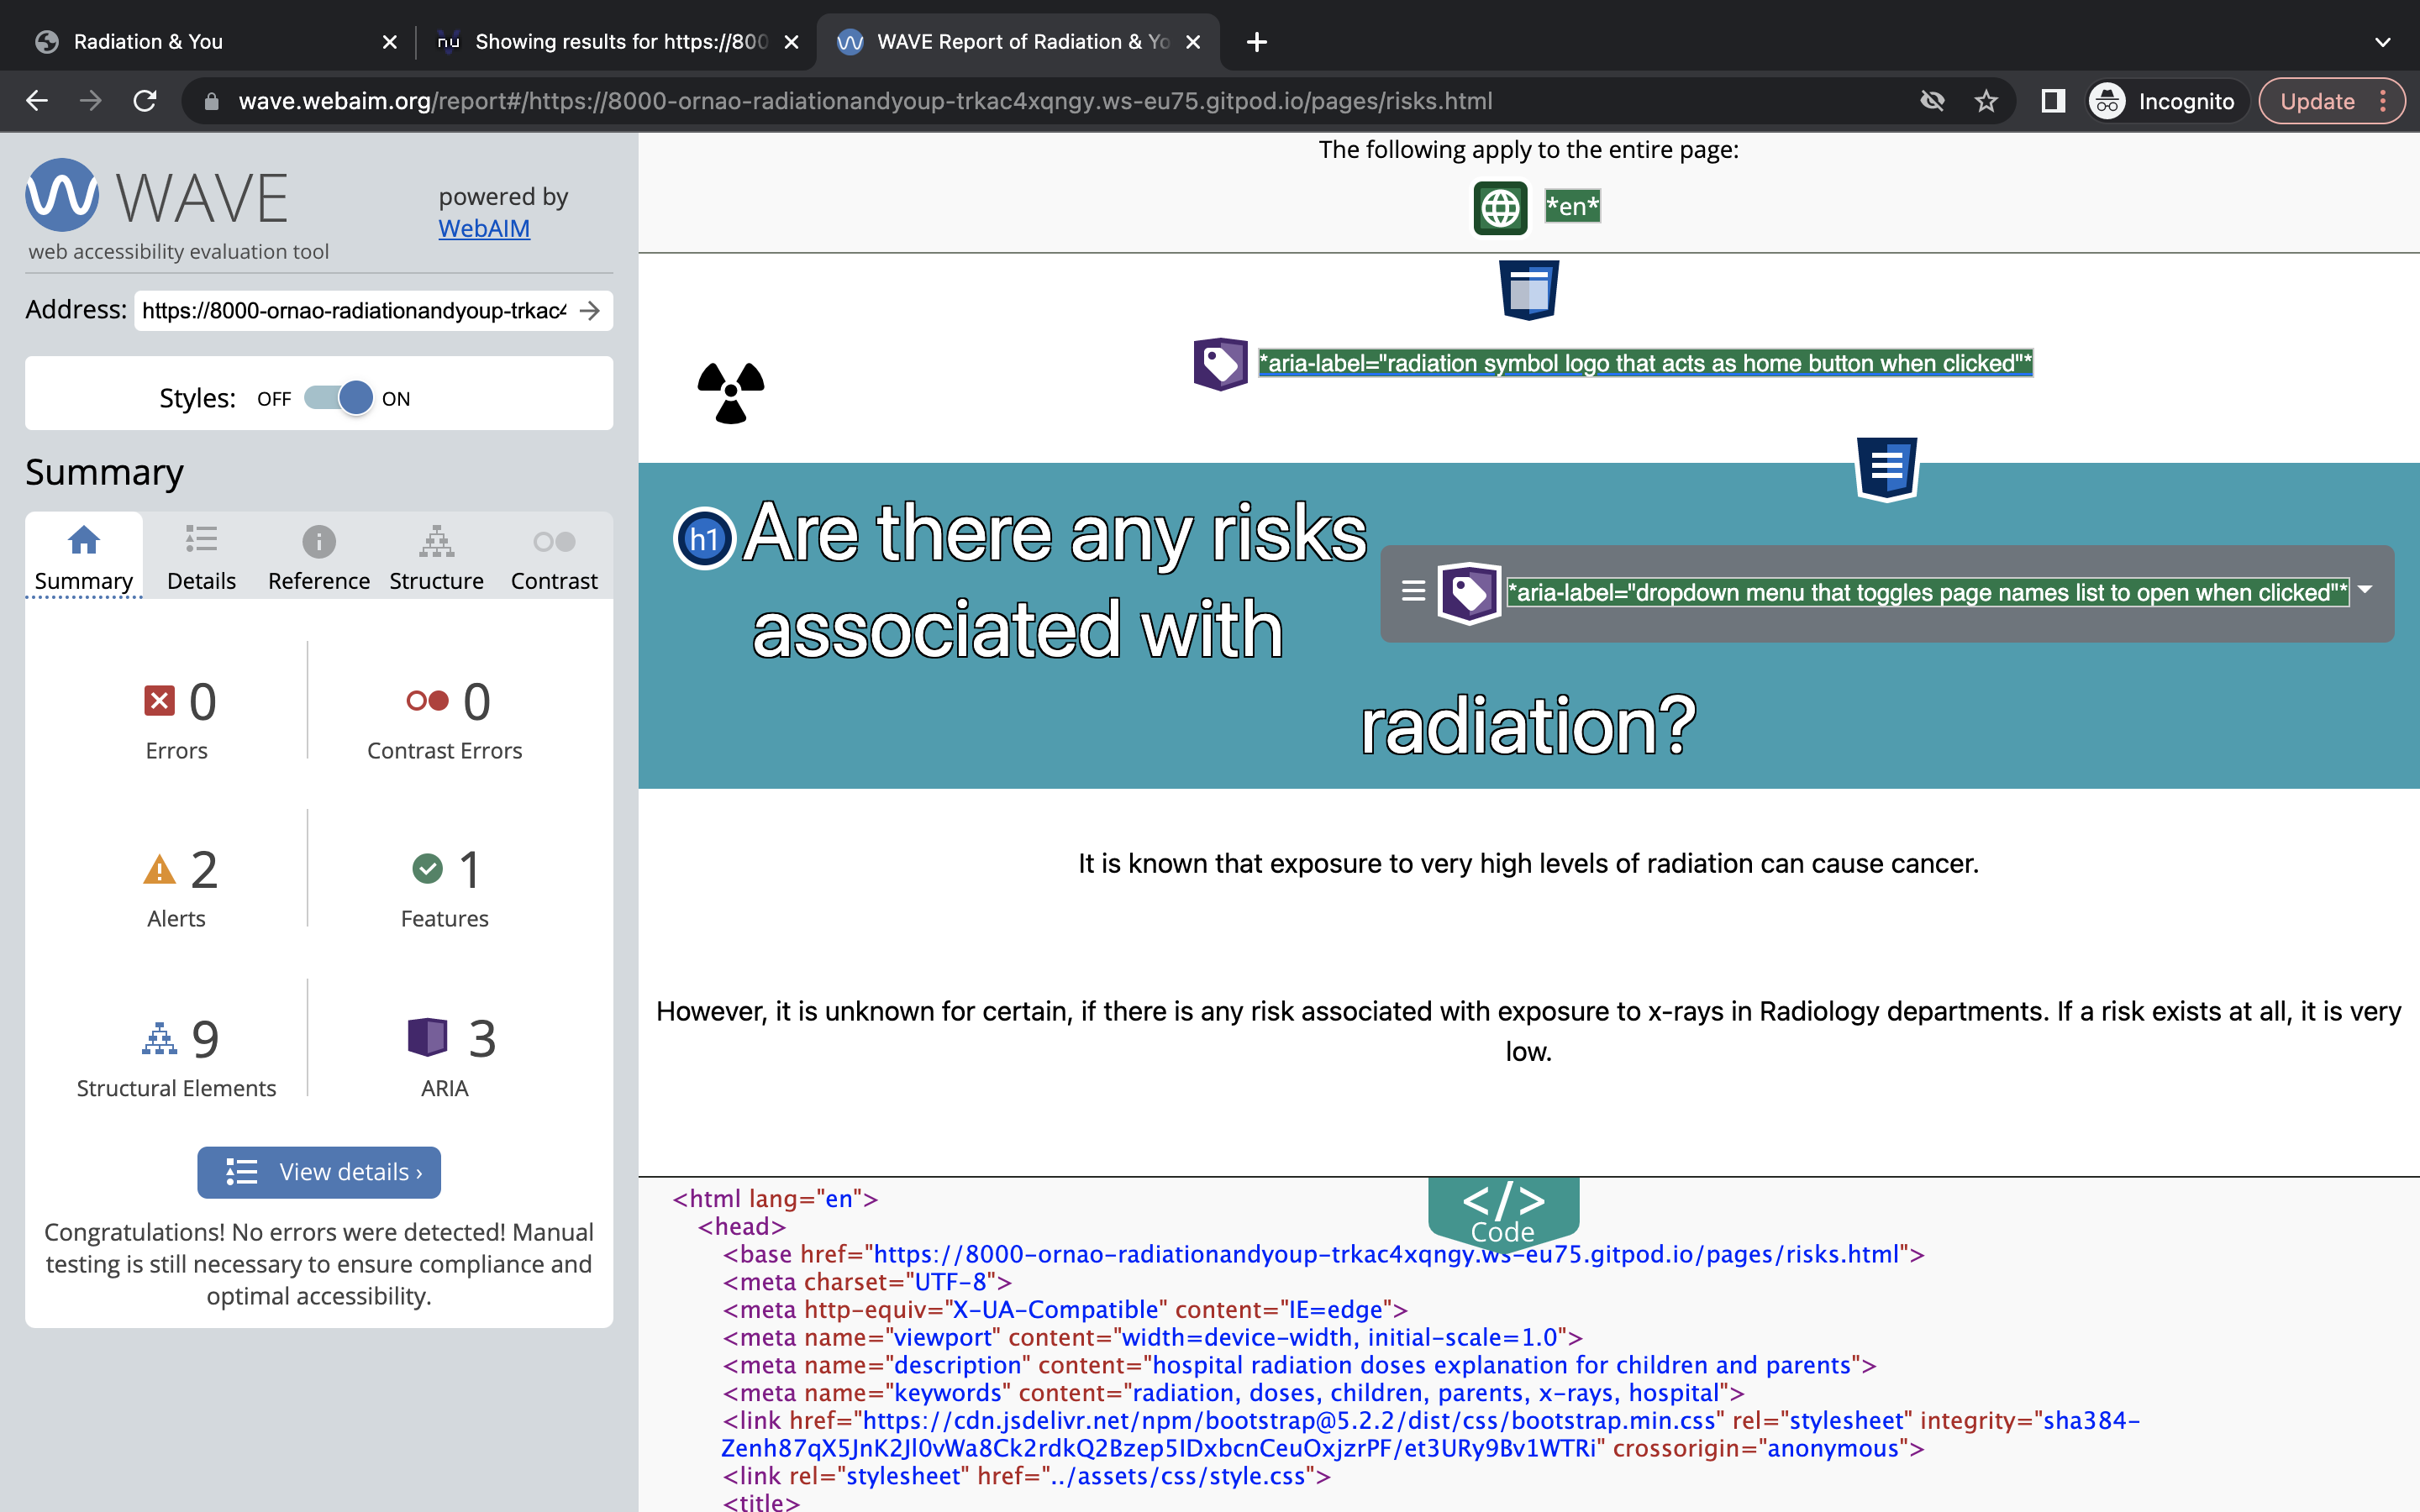 Radiation & You
nu Showing results for https://800
WAVE Report of Radiation & Yo
wave.webaim.org/report#/https://8000-ornao-radiationandyoup-trkac4xqngy.ws-eu75.gitpod.io/pages/risks.html
Incognito
Update
WAVE
web accessibility evaluation tool
powered by
WebAIM
Address: https://8000-ornao-radiationandyoup-trkac4
Styles: OFF ON
Summary
Summary Details Reference Structure Contrast
0
Errors
0
Contrast Errors
2
Alerts
1
Features
9
Structural Elements
3
ARIA
View details ›
Congratulations! No errors were detected! Manual
testing is still necessary to ensure compliance and
optimal accessibility.
The following apply to the entire page:
*en*
*aria-label="radiation symbol logo that acts as home button when clicked"*
h1 Are there any risks
associated with
radiation?
*aria-label="dropdown menu that toggles page names list to open when clicked"*
It is known that exposure to very high levels of radiation can cause cancer.
However, it is unknown for certain, if there is any risk associated with exposure to x-rays in Radiology departments. If a risk exists at all, it is very
low.
</>
Code
<html lang="en">
<head>
<base href="https://8000-ornao-radiationandyoup-trkac4xqngy.ws-eu75.gitpod.io/pages/risks.html">
<meta charset="UTF-8">
<meta http-equiv="X-UA-Compatible" content="IE=edge">
<meta name="viewport" content="width=device-width, initial-scale=1.0">
<meta name="description" content="hospital radiation doses explanation for children and parents">
<meta name="keywords" content="radiation, doses, children, parents, x-rays, hospital">
<link href="https://cdn.jsdelivr.net/npm/bootstrap@5.2.2/dist/css/bootstrap.min.css" rel="stylesheet" integrity="sha384-
Zenh87qX5JnK2Jl0vWa8Ck2rdkQ2Bzep5IDxbcnCeuOxjzrPF/et3URy9Bv1WTRi" crossorigin="anonymous">
<link rel="stylesheet" href="../assets/css/style.css">
<title>